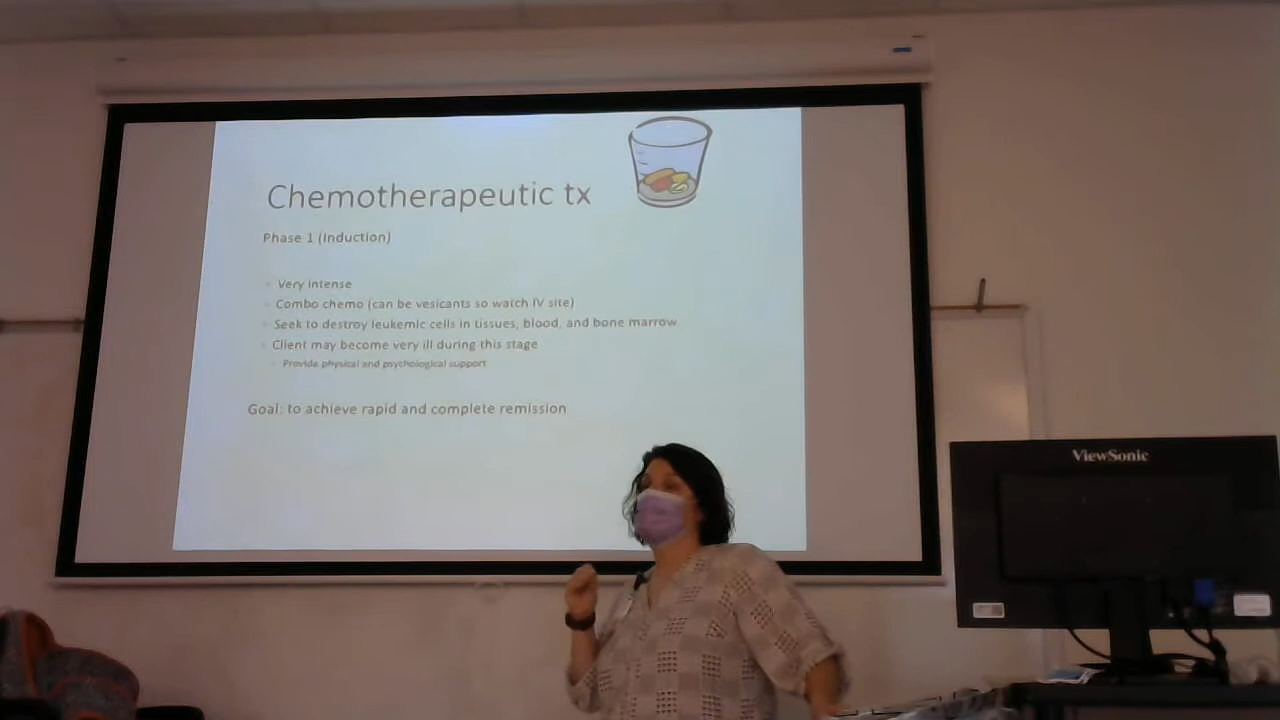 Chemotherapeutic tx
Phase 1 (Induction)
Very intense
Combo chemo (can be vesicants so watch IV site)
Seek to destroy leukemic cells in tissues, blood, and bone marrow
Client may become very ill during this stage
Provide physical and psychological support
Goal: to achieve rapid and complete remission
ViewSonic